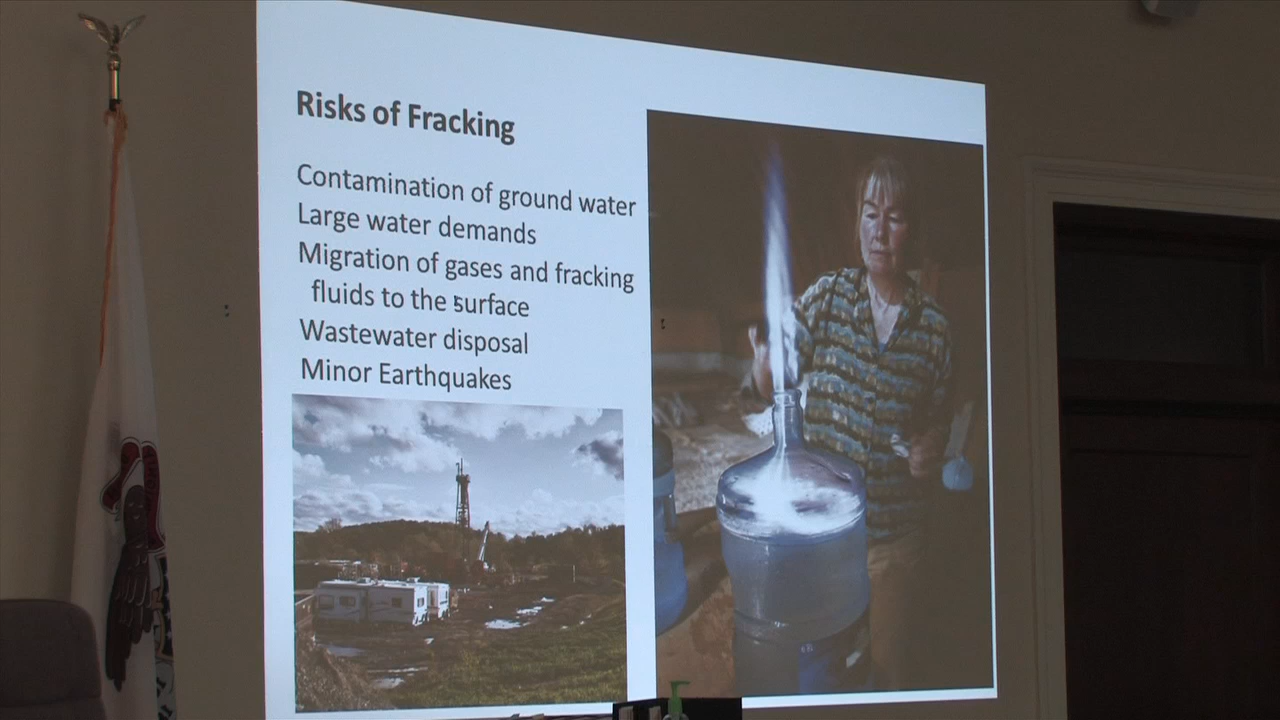 Risks of Fracking
Contamination of ground water
Large water demands
Migration of gases and fracking
fluids to the surface
Wastewater disposal
Minor Earthquakes